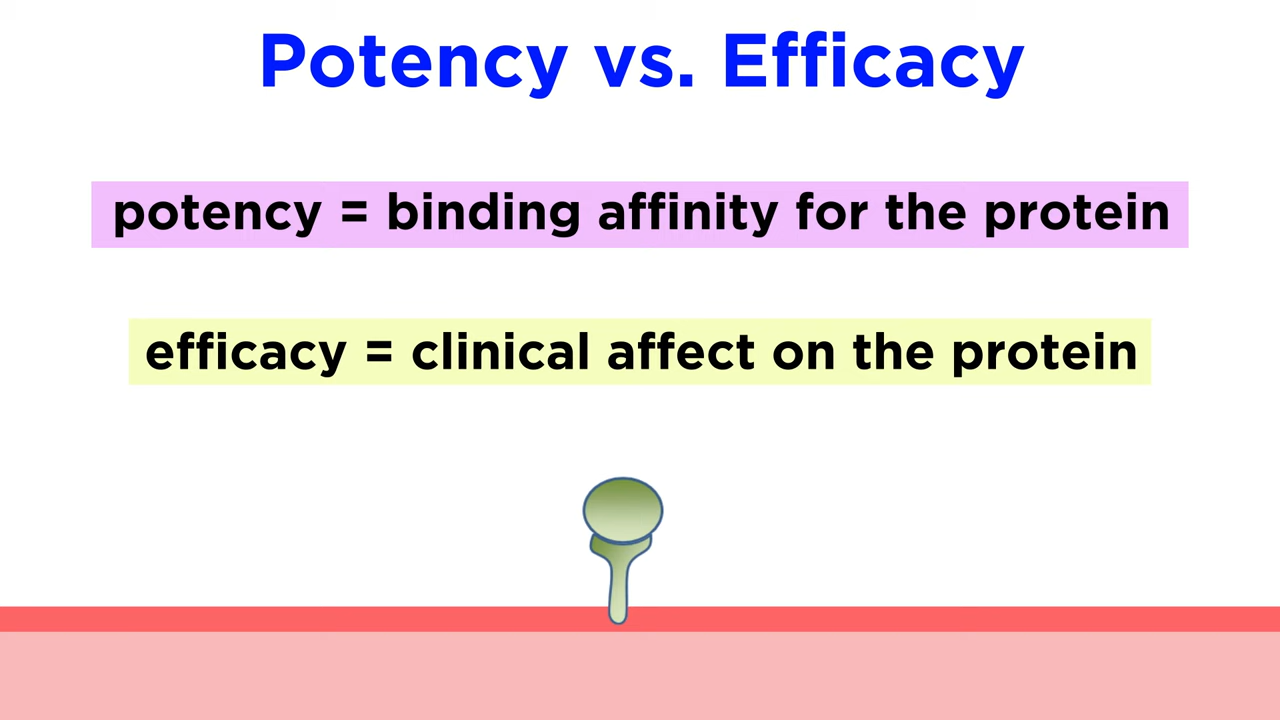 Potency vs. Efficacy
potency = binding affinity for the protein
efficacy = clinical affect on the protein